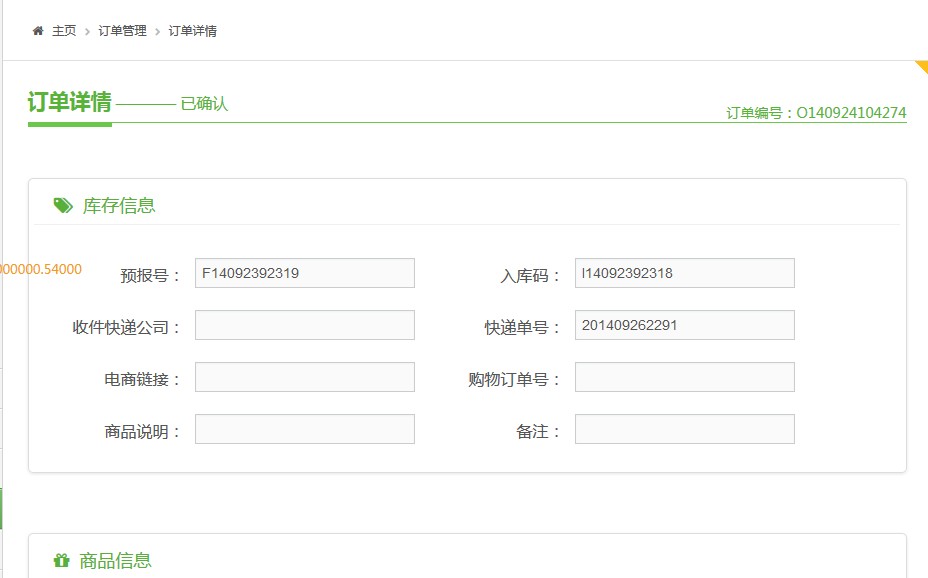 主页 > 订单管理 > 订单详情
订单详情 已确认
订单编号：O140924104274
库存信息
000000.54000
预报号： F14092392319 入库码： I14092392318
收件快递公司： 快递单号： 201409262291
电商链接： 购物订单号：
商品说明： 备注：
商品信息